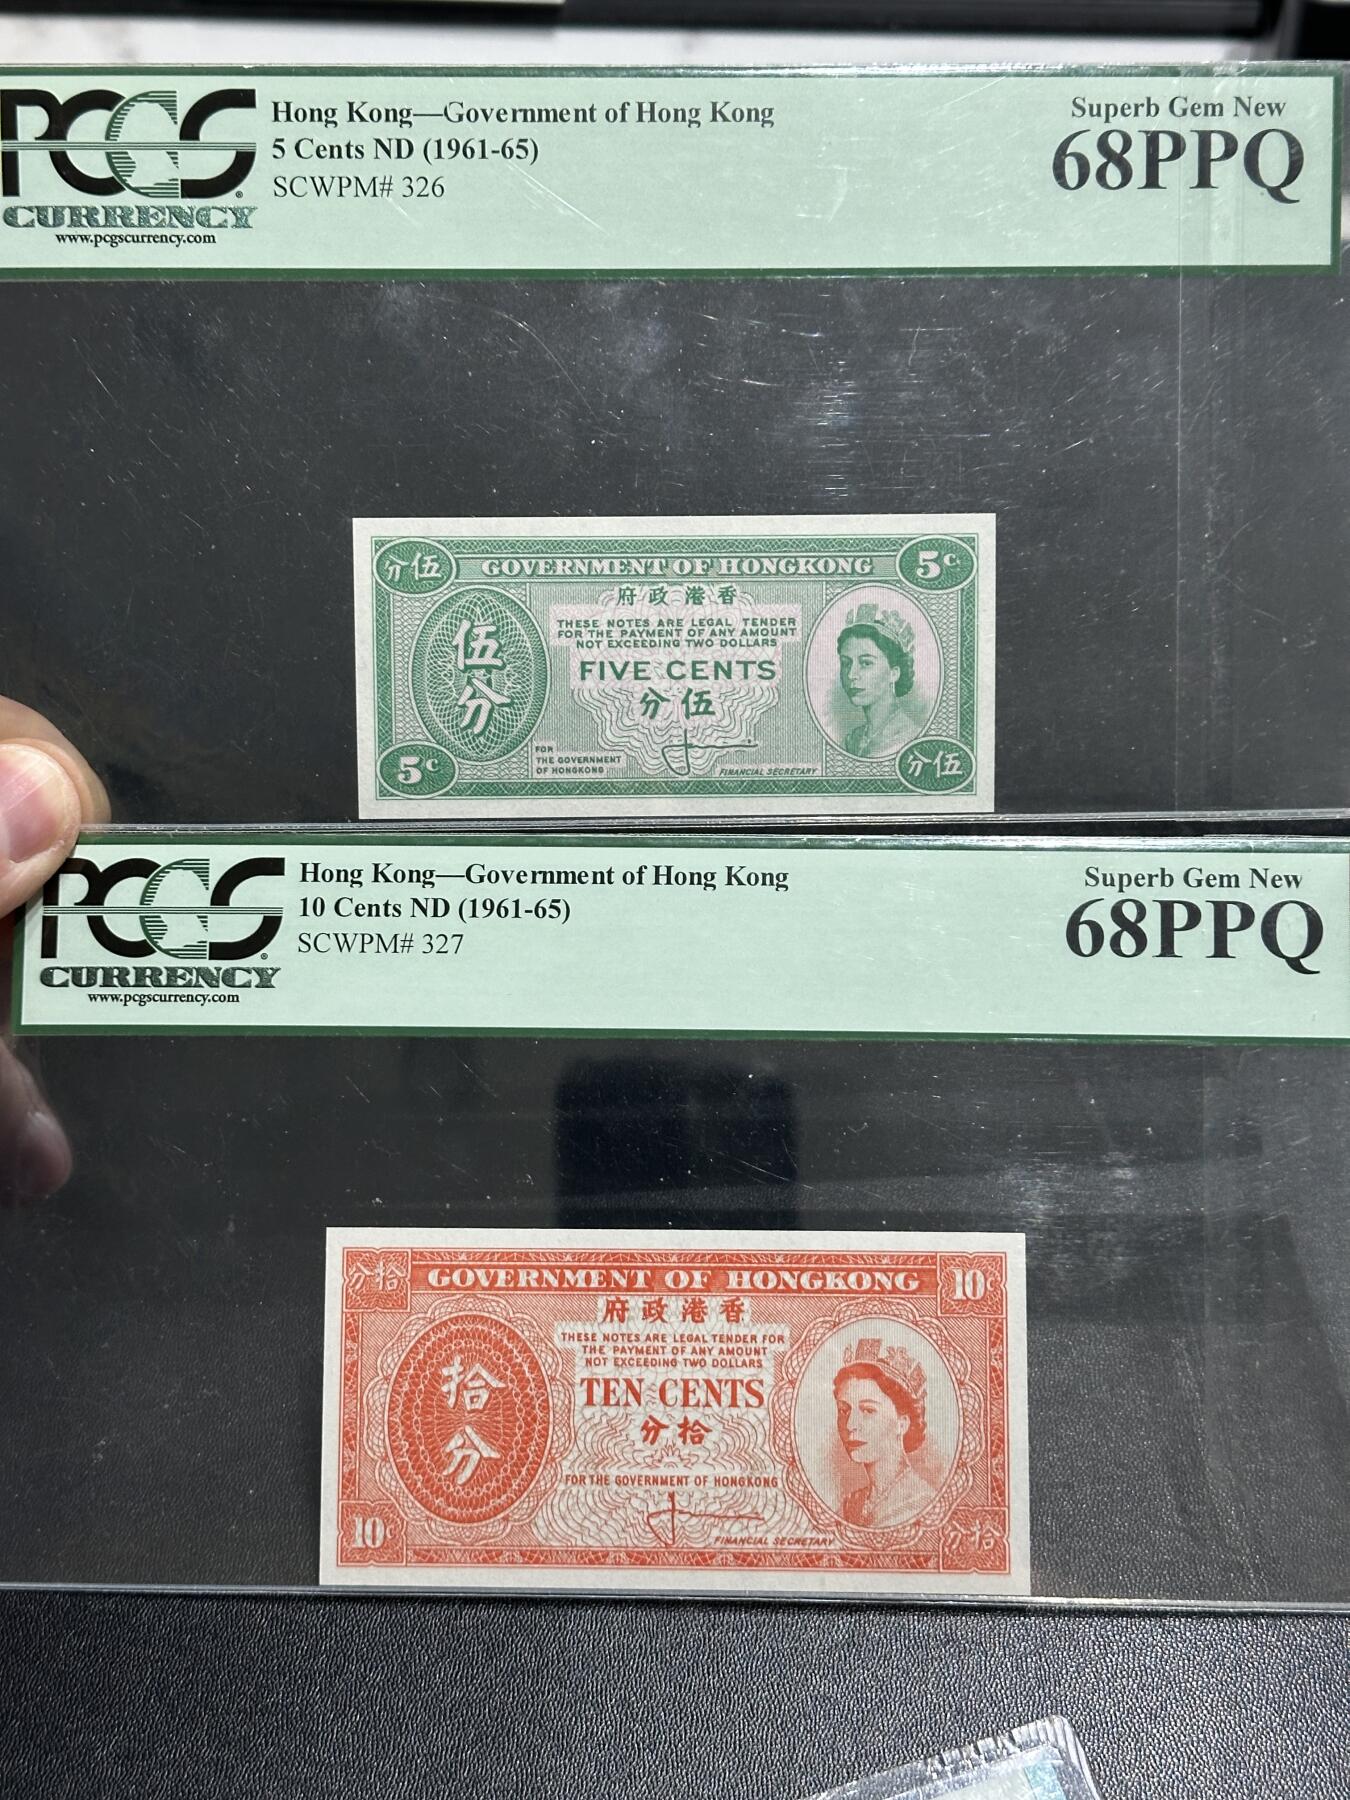 PCGS
CURRENCY
www.pcgscurrency.com
Hong Kong—Government of Hong Kong
5 Cents ND (1961-65)
SCWPM# 326
Superb Gem New
68PPQ
分伍
GOVERNMENT OF HONGKONG
5c.
府政港香
THESE NOTES ARE LEGAL TENDER
FOR THE PAYMENT OF ANY AMOUNT
NOT EXCEEDING TWO DOLLARS
伍
分
FIVE CENTS
分伍
FOR
THE GOVERNMENT
OF HONGKONG
FINANCIAL SECRETARY
5c
分伍
PCGS
CURRENCY
www.pcgscurrency.com
Hong Kong—Government of Hong Kong
10 Cents ND (1961-65)
SCWPM# 327
Superb Gem New
68PPQ
分拾
GOVERNMENT OF HONGKONG
10c
府政港香
THESE NOTES ARE LEGAL TENDER FOR
THE PAYMENT OF ANY AMOUNT
NOT EXCEEDING TWO DOLLARS
拾
分
TEN CENTS
分拾
FOR THE GOVERNMENT OF HONGKONG
FINANCIAL SECRETARY
10c
分拾